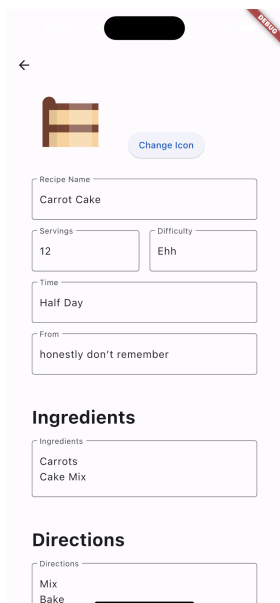 DEBUG
Change Icon
Recipe Name
Carrot Cake
Servings
12
Difficulty
Ehh
Time
Half Day
From
honestly don't remember
Ingredients
Ingredients
Carrots
Cake Mix
Directions
Directions
Mix
Bake